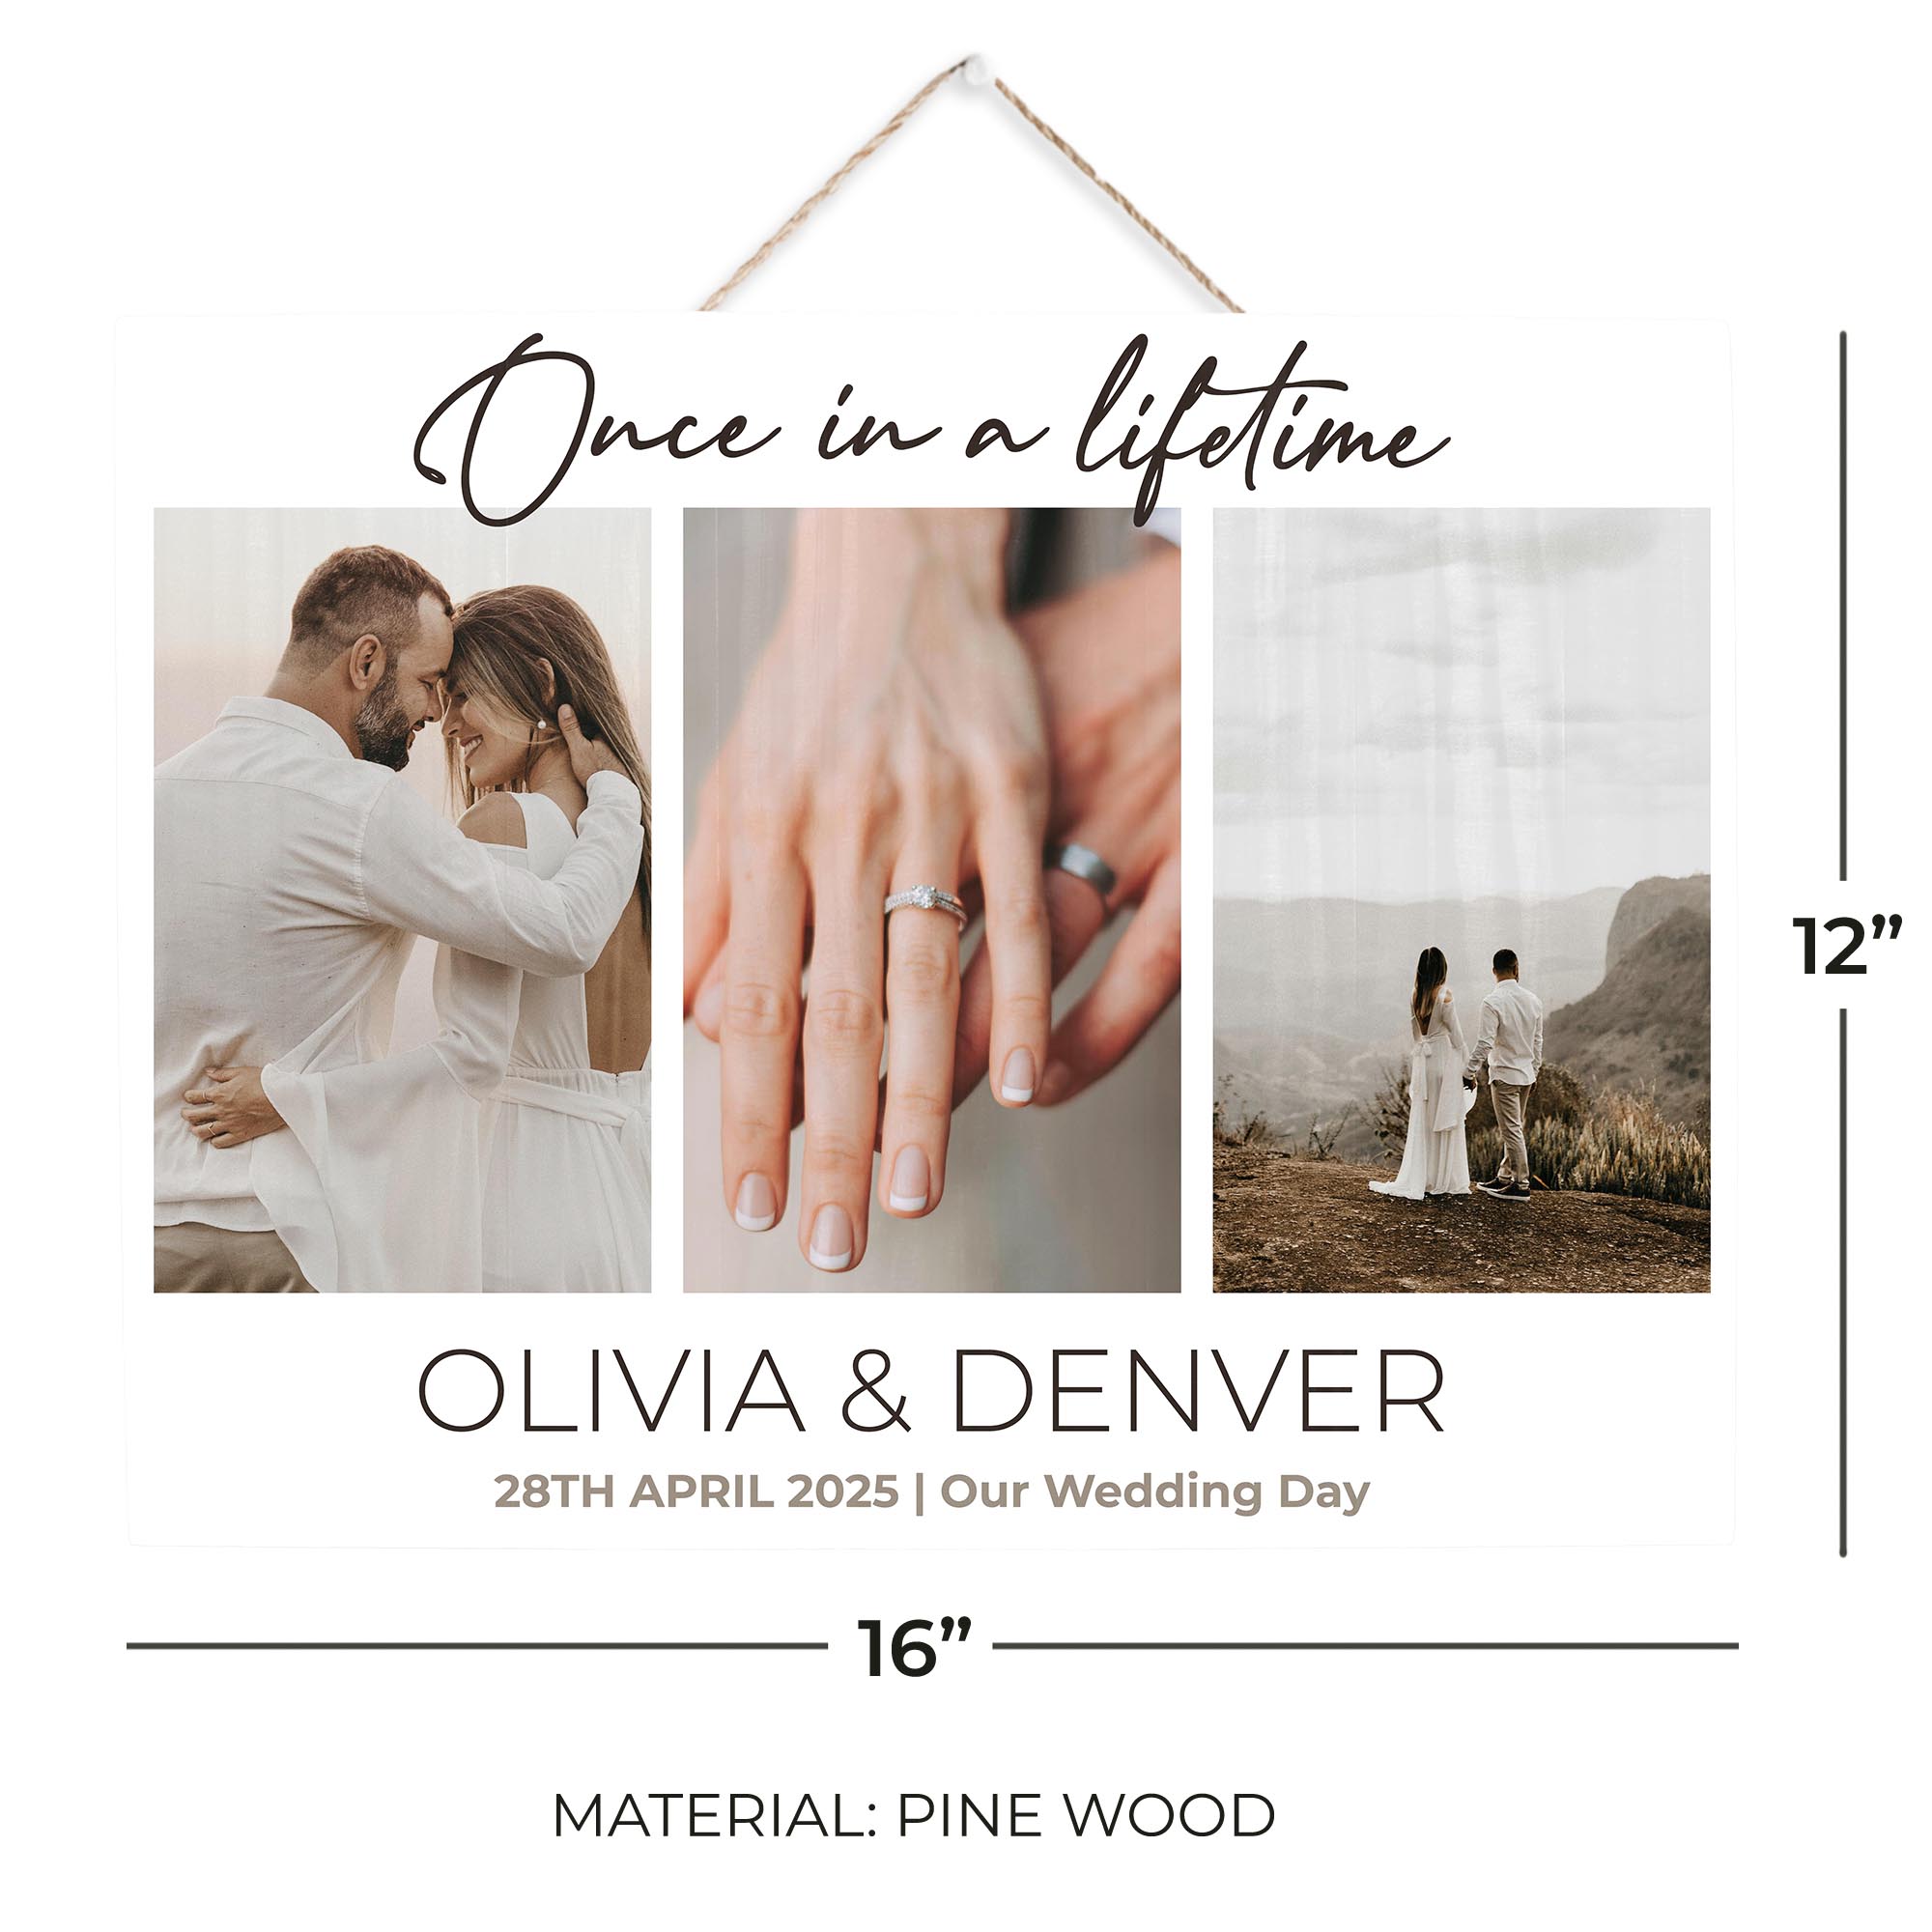 Once in a lifetime
OLIVIA & DENVER
28TH APRIL 2025 | Our Wedding Day
12”
16”
MATERIAL: PINE WOOD